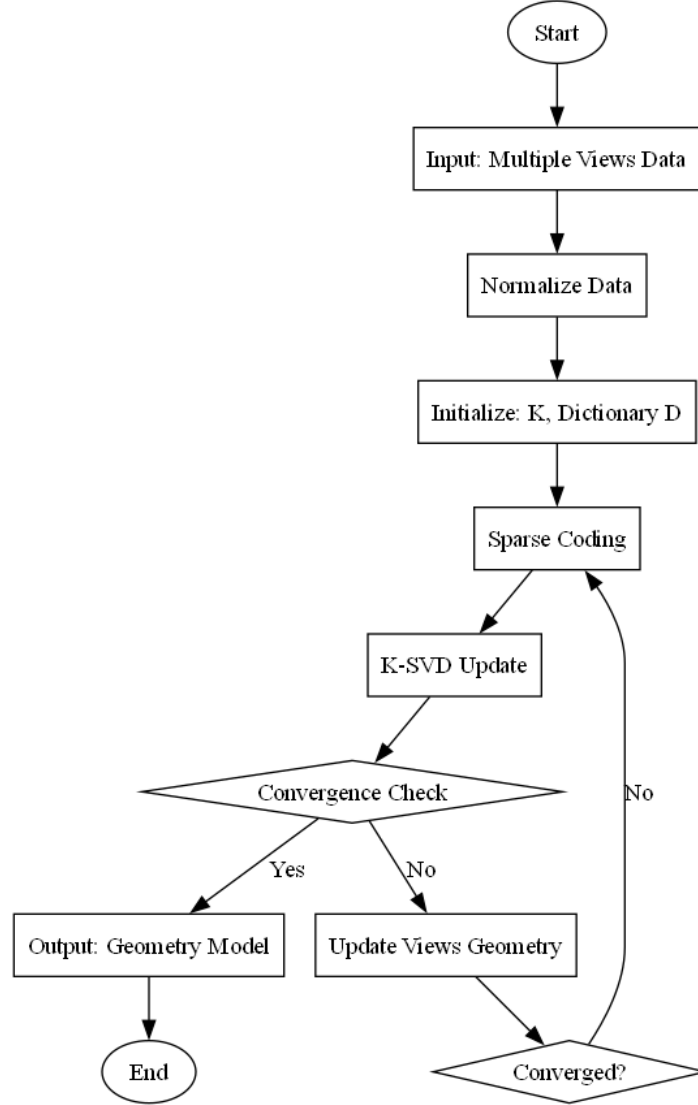 Start
Input: Multiple Views Data
Normalize Data
Initialize: K, Dictionary D
Sparse Coding
K-SVD Update
Convergence Check
No
Yes
No
Output: Geometry Model
Update Views Geometry
End
Converged?